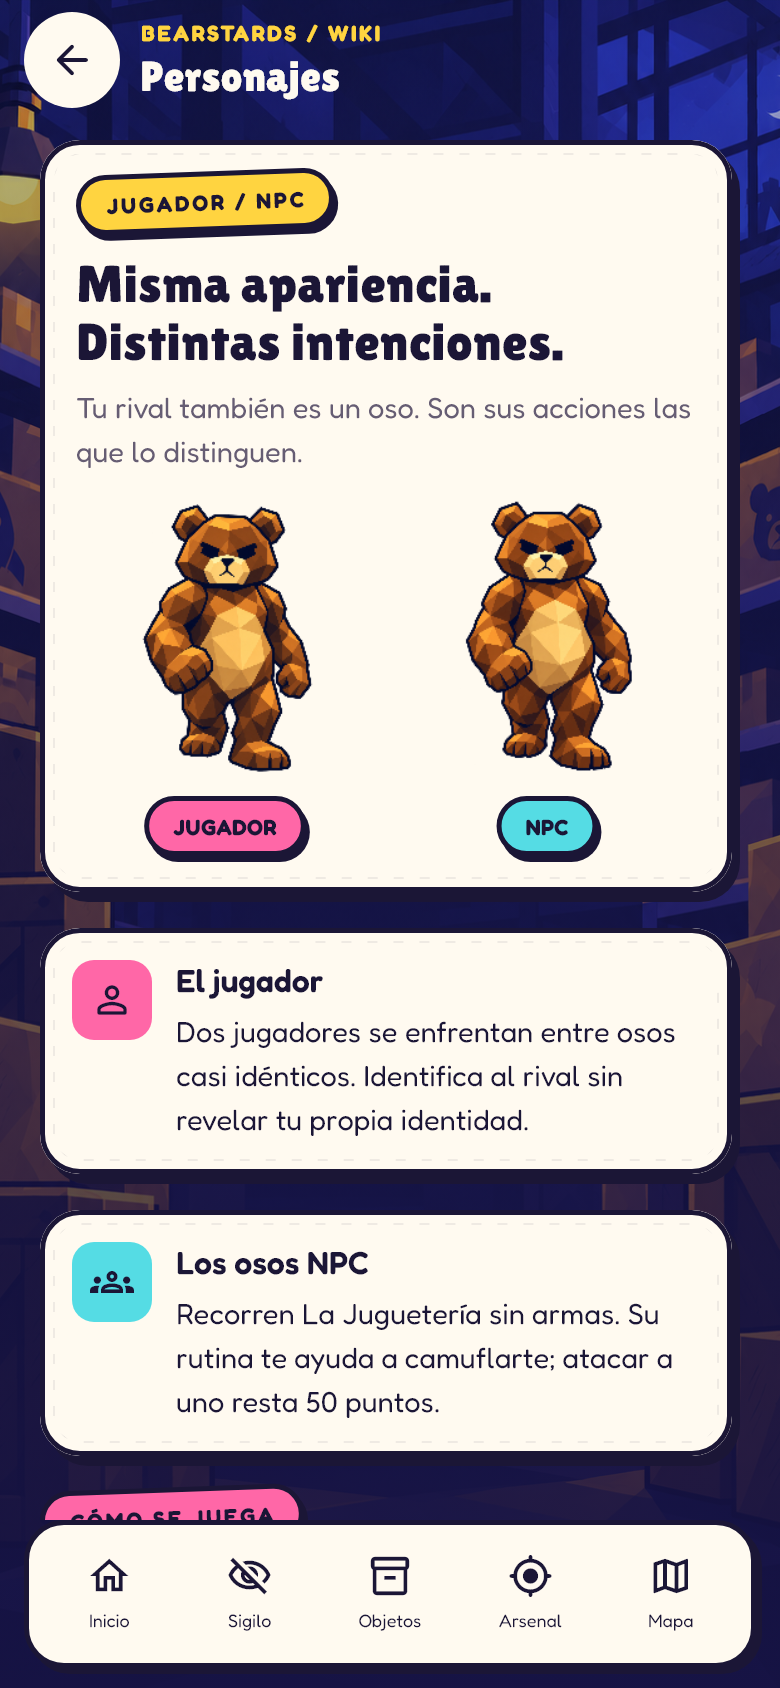 BEARSTARDS / WIKI
Personajes
JUGADOR / NPC
Misma apariencia.
Distintas intenciones.
Tu rival también es un oso. Son sus acciones las
que lo distinguen.
JUGADOR
NPC
El jugador
Dos jugadores se enfrentan entre osos
casi idénticos. Identifica al rival sin
revelar tu propia identidad.
Los osos NPC
Recorren La Juguetería sin armas. Su
rutina te ayuda a camuflarte; atacar a
uno resta 50 puntos.
CÓMO SE JUEGA
Inicio
Sigilo
Objetos
Arsenal
Mapa